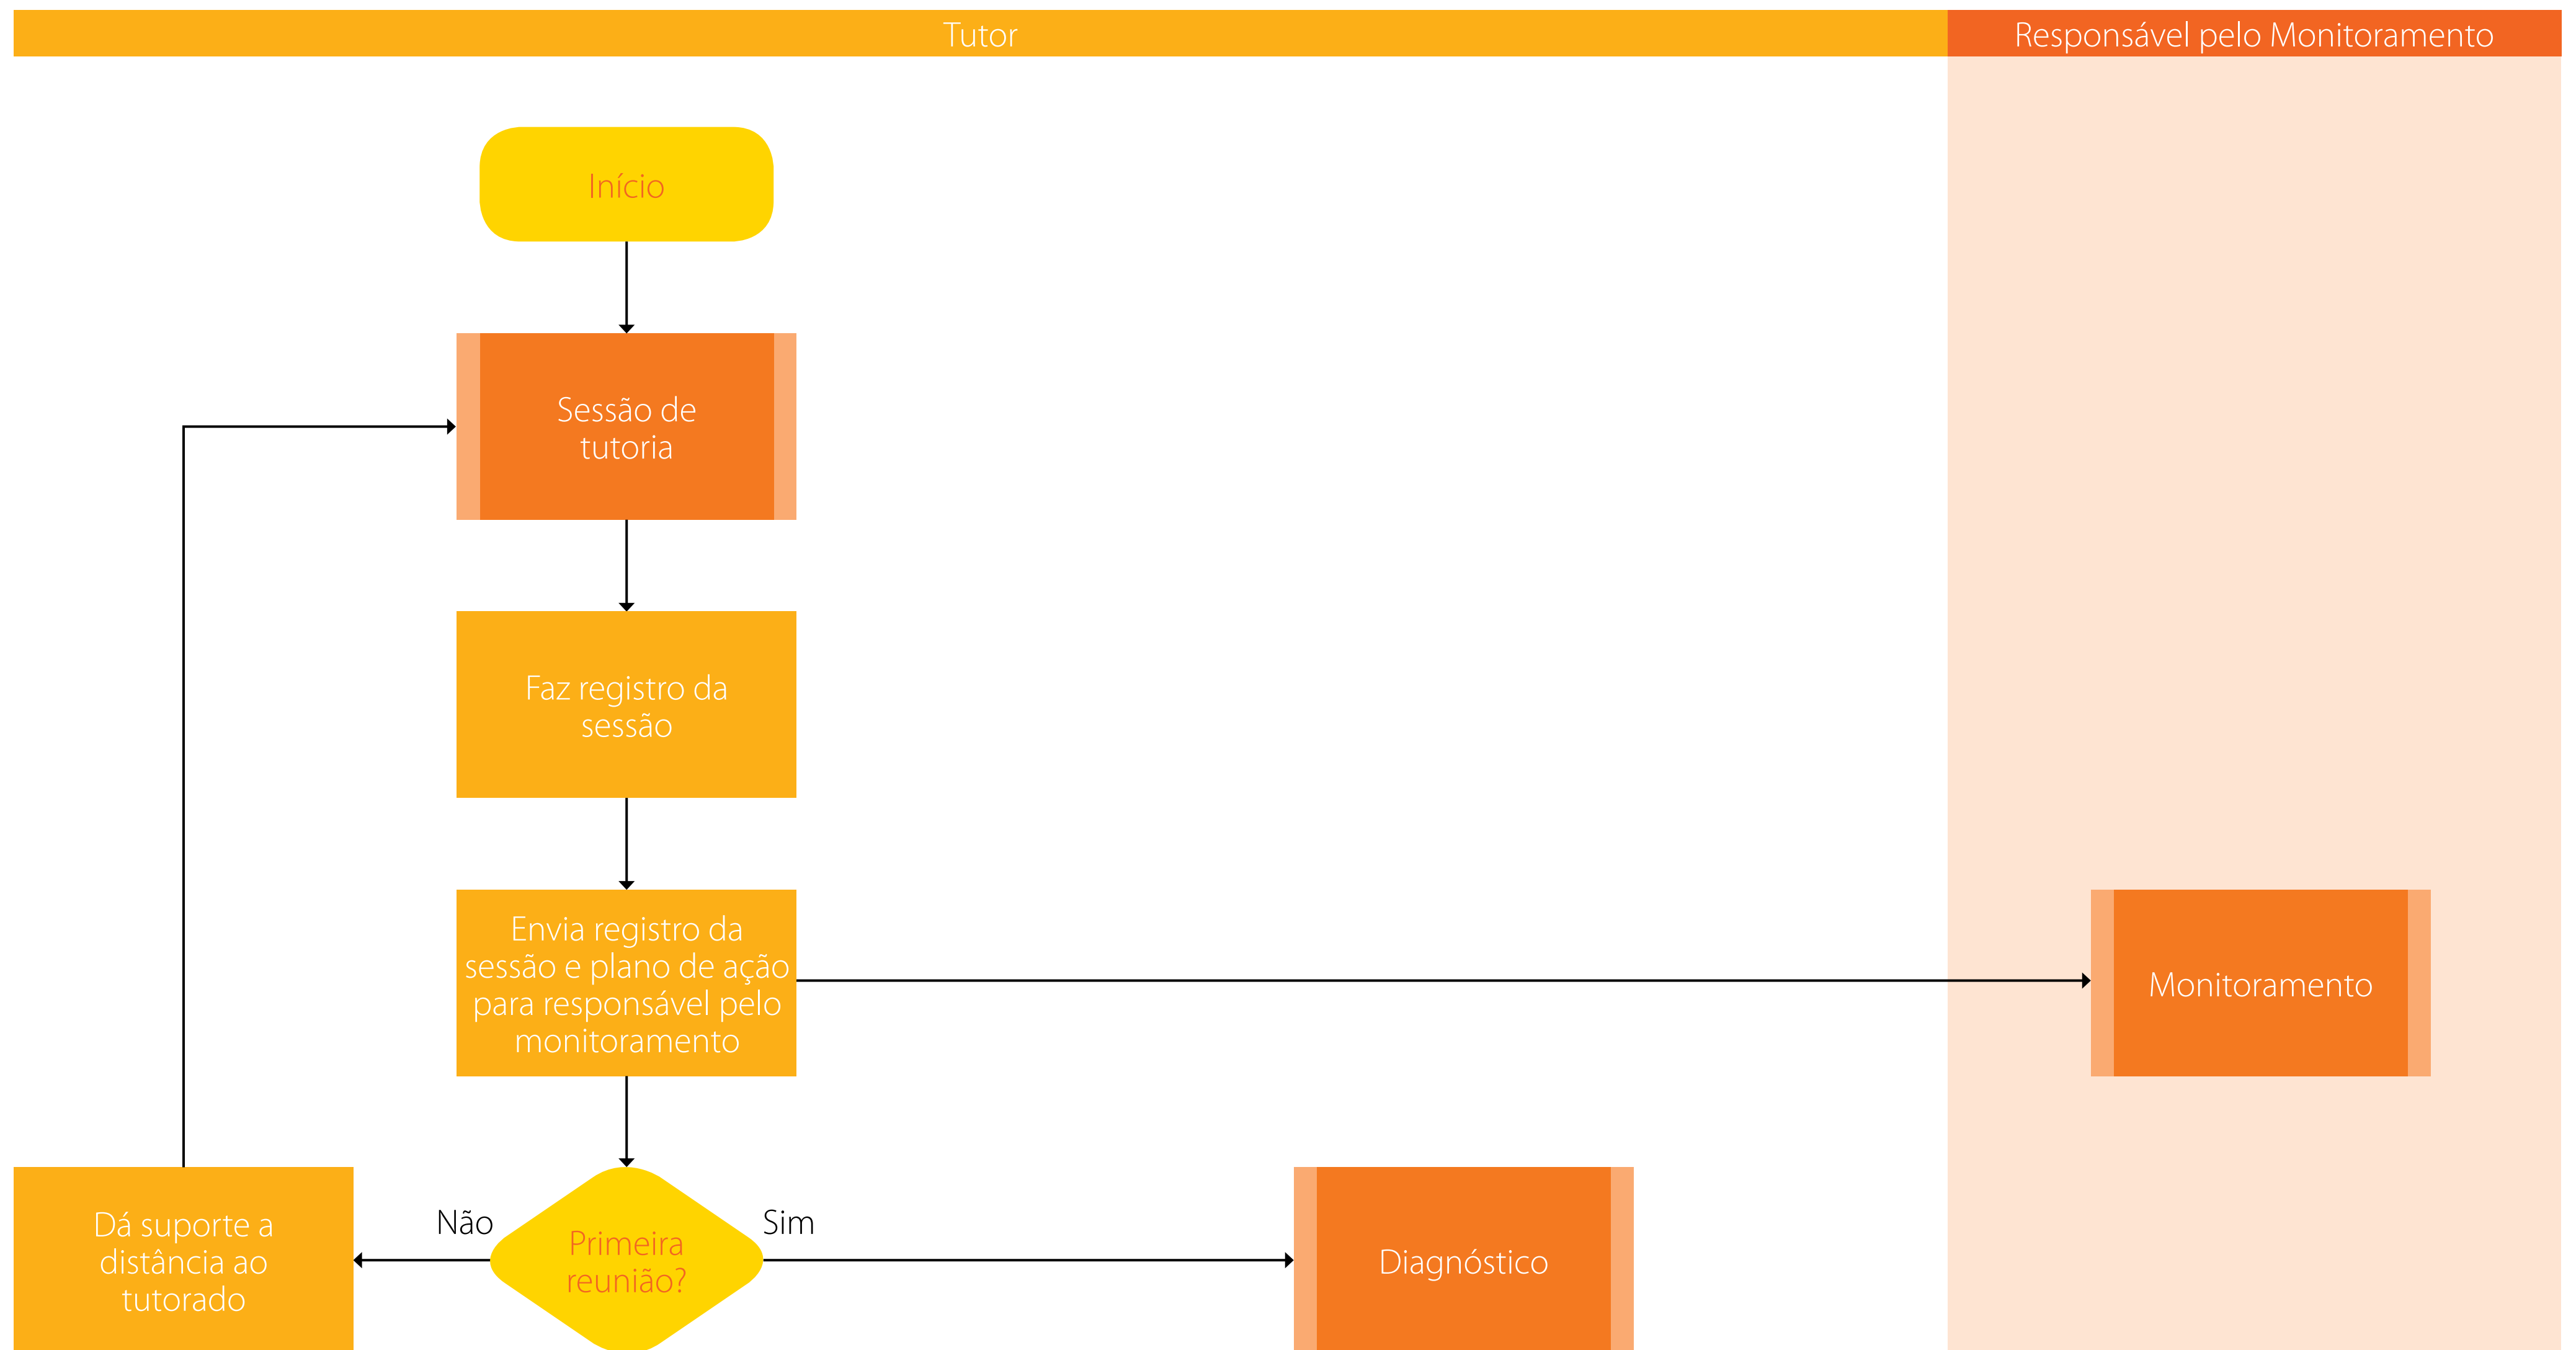 Tutor
Responsável pelo Monitoramento
Início
Sessão de
tutoria
Faz registro da
sessão
Envia registro da
sessão e plano de ação
para responsável pelo
monitoramento
Monitoramento
Dá suporte a
distância ao
tutorado
Não
Primeira
reunião?
Sim
Diagnóstico